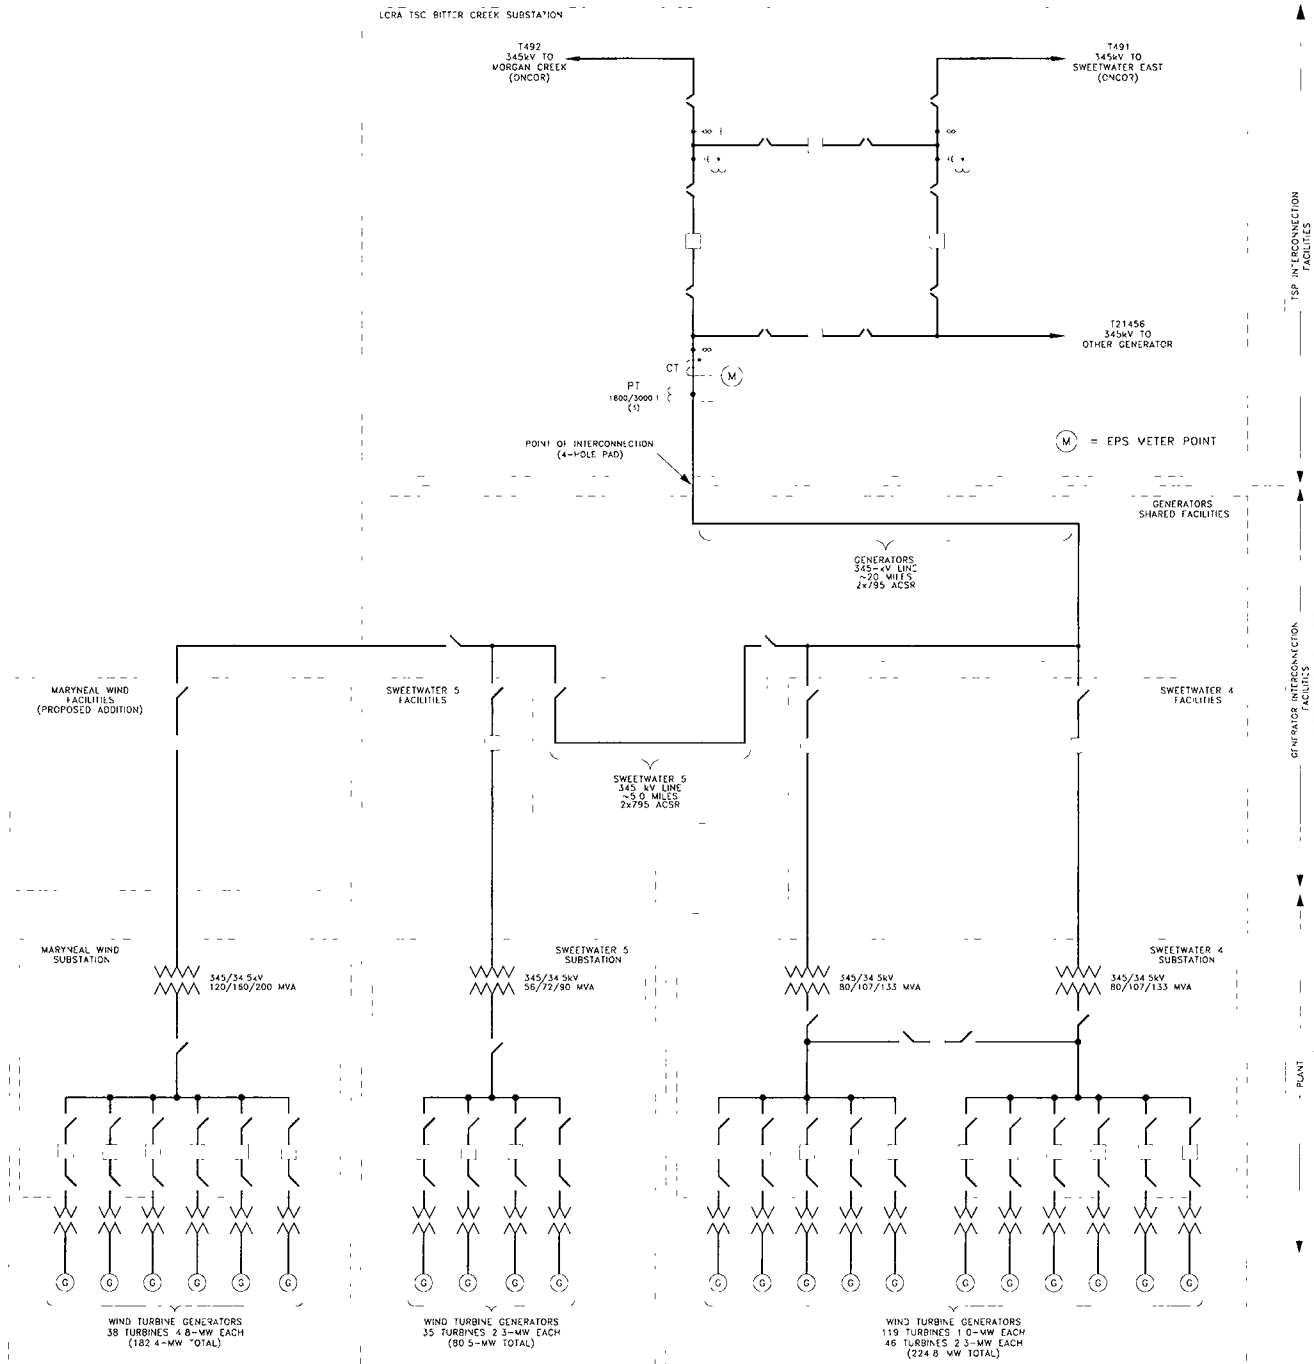 LCRA TSC BITTER CREEK SUBSTATION
T492
345kV TO
MORGAN CREEK
(ONCOR)
T491
345kV TO
SWEETWATER EAST
(ONCOR)
TSP INTERCONNECTION
FACILITIES
T21456
345kV TO
OTHER GENERATOR
CT
M
PT
1800/3000:1
(3)
POINT OF INTERCONNECTION
(4-HOLE PAD)
M = EPS METER POINT
GENERATORS
SHARED FACILITIES
GENERATORS
345-kV LINE
~20 MILES
2x795 ACSR
GENERATOR INTERCONNECTION
FACILITIES
MARYNEAL WIND
FACILITIES
(PROPOSED ADDITION)
SWEETWATER 5
FACILITIES
SWEETWATER 4
FACILITIES
SWEETWATER 5
345 kV LINE
~5.0 MILES
2x795 ACSR
MARYNEAL WIND
SUBSTATION
SWEETWATER 5
SUBSTATION
SWEETWATER 4
SUBSTATION
345/34.5kV
120/160/200 MVA
345/34.5kV
56/72/90 MVA
345/34.5kV
80/107/133 MVA
345/34.5kV
80/107/133 MVA
PLANT
G G G G G G G G G G G G G G G G G G G G G
WIND TURBINE GENERATORS
38 TURBINES 4.8-MW EACH
(182.4-MW TOTAL)
WIND TURBINE GENERATORS
35 TURBINES 2.3-MW EACH
(80.5-MW TOTAL)
WIND TURBINE GENERATORS
119 TURBINES 1.0-MW EACH
46 TURBINES 2.3-MW EACH
(224.8 MW TOTAL)